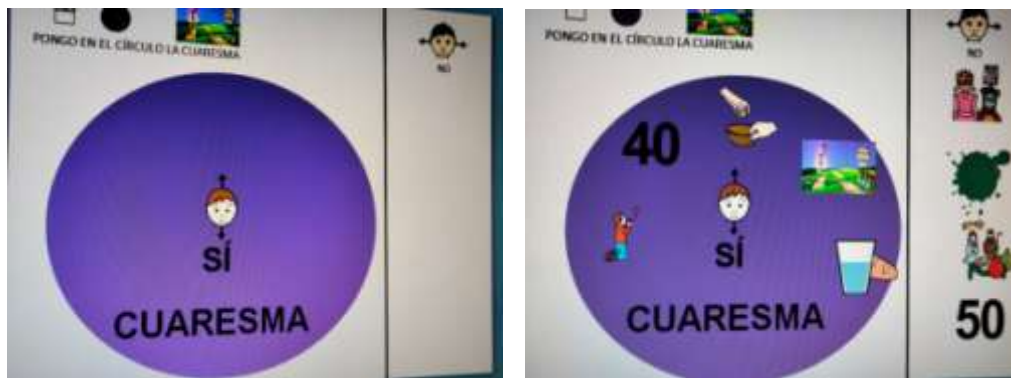 PONGO EN EL CÍRCULO LA CUARESMA
NO
SÍ
CUARESMA
PONGO EN EL CÍRCULO LA CUARESMA
NO
40
SÍ
CUARESMA
50